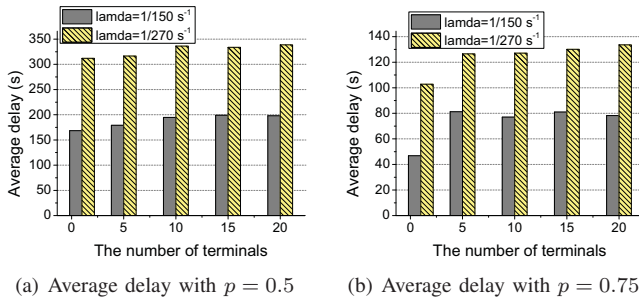 lamda=1/150 s⁻¹
lamda=1/270 s⁻¹
350
300
250
200
150
100
50
0
Average delay (s)
0 5 10 15 20
The number of terminals
(a) Average delay with p = 0.5
lamda=1/150 s⁻¹
lamda=1/270 s⁻¹
140
120
100
80
60
40
20
0
Average delay (s)
0 5 10 15 20
The number of terminals
(b) Average delay with p = 0.75